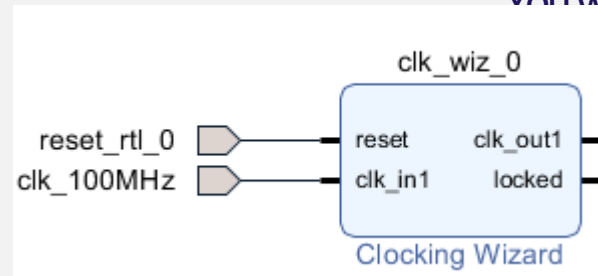 clk_wiz_0
reset_rtl_0
reset
clk_out1
clk_100MHz
clk_in1
locked
Clocking Wizard